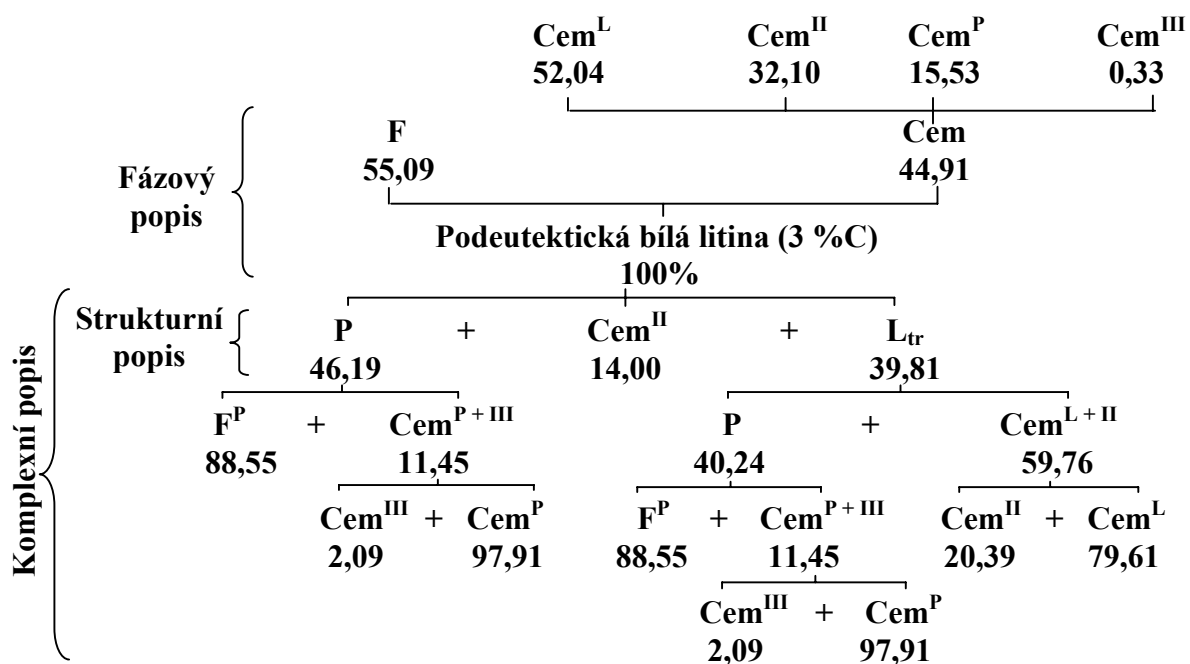 Cem^L Cem^II Cem^P Cem^III
52,04 32,10 15,53 0,33
F Cem
55,09 44,91
Fázový
popis
Podeutektická bílá litina (3 %C)
100%
Komplexní popis
Strukturní
popis
P + Cem^II + L_tr
46,19 14,00 39,81
F^P + Cem^P + III P + Cem^L + II
88,55 11,45 40,24 59,76
Cem^III + Cem^P F^P + Cem^P + III Cem^II + Cem^L
2,09 97,91 88,55 11,45 20,39 79,61
Cem^III + Cem^P
2,09 97,91